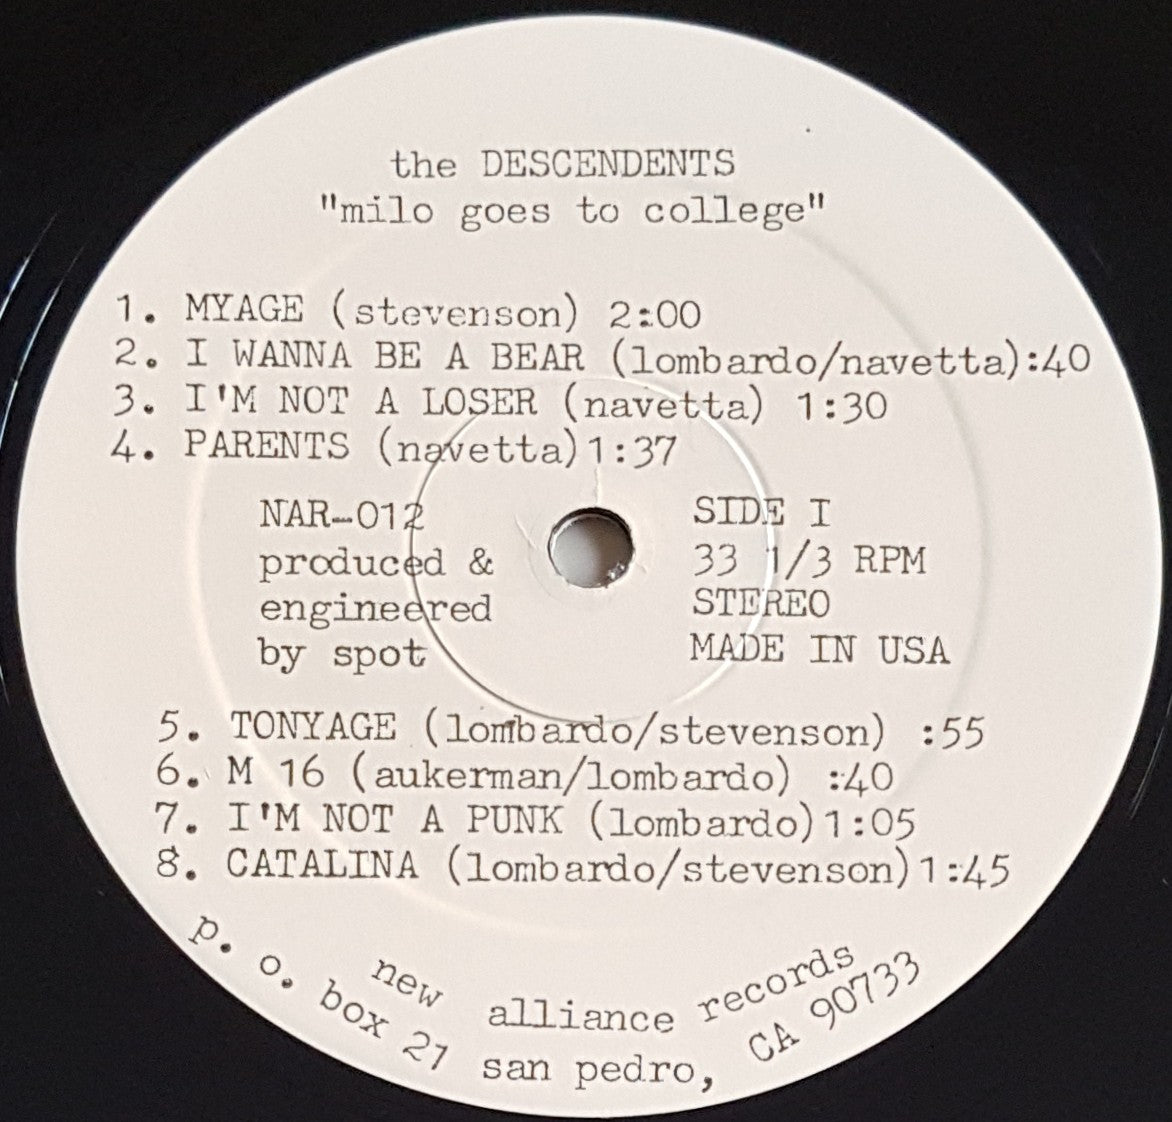 the DESCENDENTS
"milo goes to college"
1. MYAGE (stevenson) 2:00
2. I WANNA BE A BEAR (lombardo/navetta):40
3. I'M NOT A LOSER (navetta) 1:30
4. PARENTS (navetta)1:37
NAR-012
produced &
engineered
by spot
SIDE I
33 1/3 RPM
STEREO
MADE IN USA
5. TONYAGE (lombardo/stevenson) :55
6. M 16 (aukerman/lombardo) :40
7. I'M NOT A PUNK (lombardo)1:05
8. CATALINA (lombardo/stevenson)1:45
new alliance records
p. o. box 21 san pedro, CA 90733